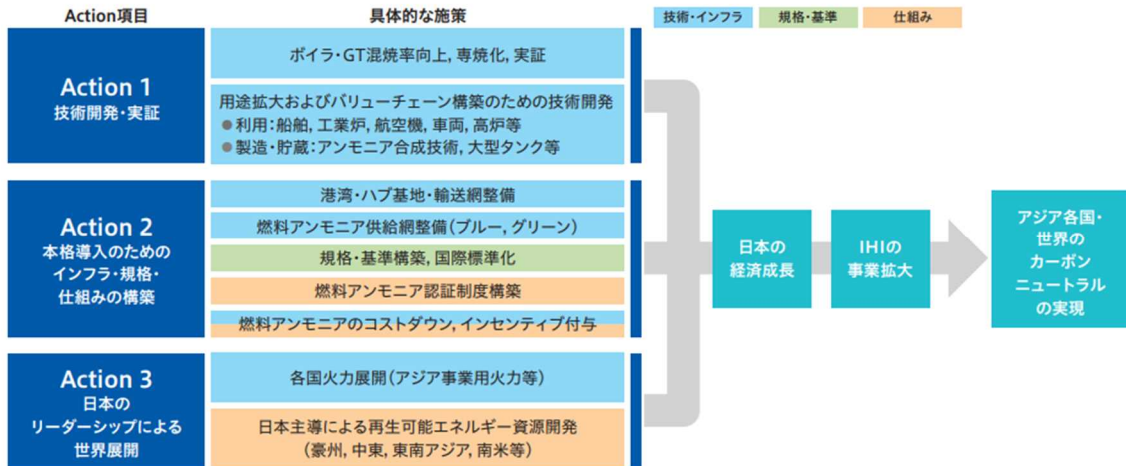 Action項目
具体的な施策
技術・インフラ
規格・基準
仕組み
Action 1
技術開発・実証
ボイラ・GT混焼率向上, 専焼化, 実証
用途拡大およびバリューチェーン構築のための技術開発
●利用：船舶, 工業炉, 航空機, 車両, 高炉等
●製造・貯蔵：アンモニア合成技術, 大型タンク等
Action 2
本格導入のための
インフラ・規格・
仕組みの構築
港湾・ハブ基地・輸送網整備
燃料アンモニア供給網整備（ブルー, グリーン）
規格・基準構築, 国際標準化
燃料アンモニア認証制度構築
燃料アンモニアのコストダウン, インセンティブ付与
Action 3
日本の
リーダーシップによる
世界展開
各国火力展開（アジア事業用火力等）
日本主導による再生可能エネルギー資源開発
（豪州, 中東, 東南アジア, 南米等）
日本の
経済成長
IHIの
事業拡大
アジア各国・
世界の
カーボン
ニュートラル
の実現